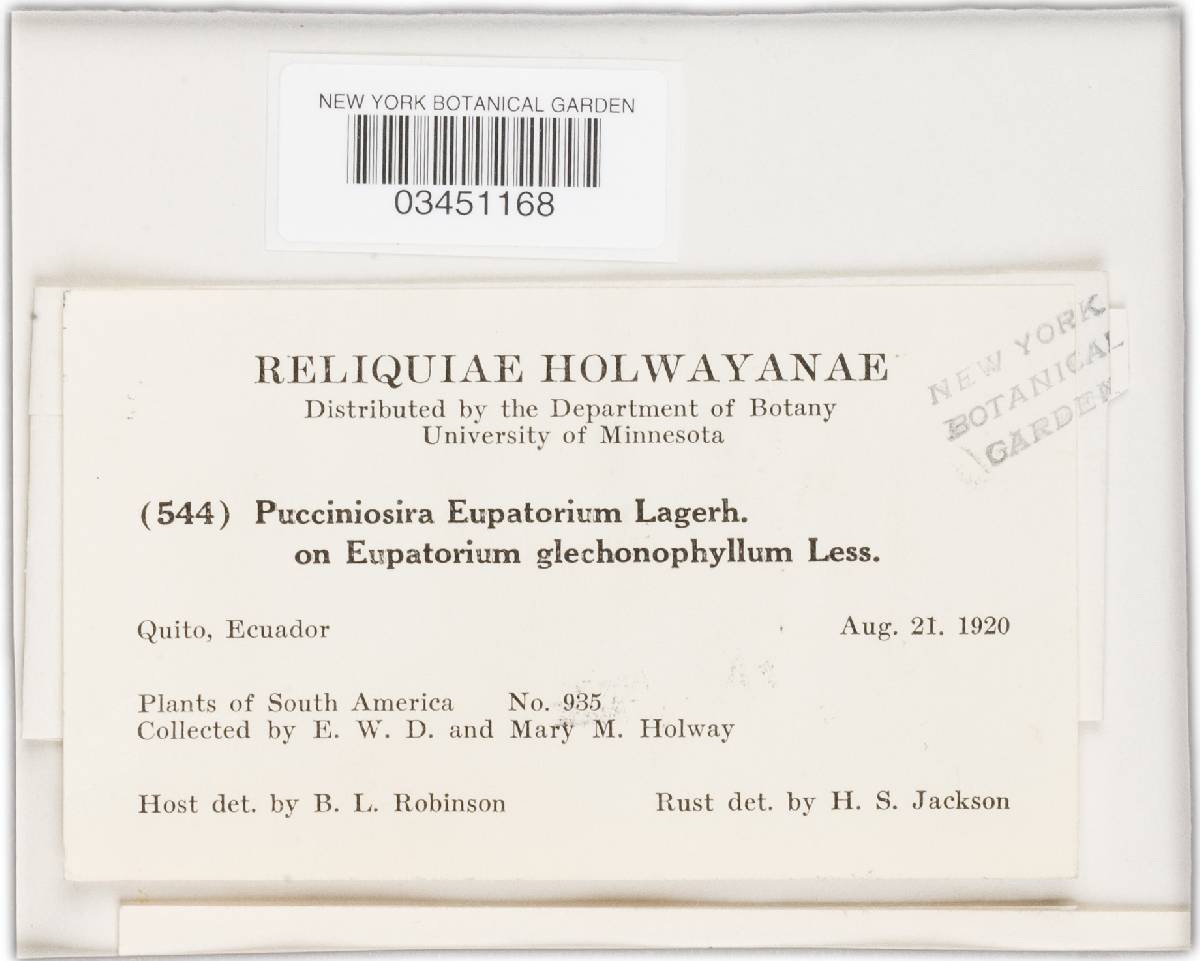 NEW YORK BOTANICAL GARDEN
03451168
RELIQUIAE HOLWAYANAE
Distributed by the Department of Botany
University of Minnesota
NEW YORK
BOTANICAL
GARDEN
(544) Pucciniosira Eupatorium Lagerh.
on Eupatorium glechonophyllum Less.
Quito, Ecuador Aug. 21. 1920
Plants of South America No. 935
Collected by E. W. D. and Mary M. Holway
Host det. by B. L. Robinson Rust det. by H. S. Jackson